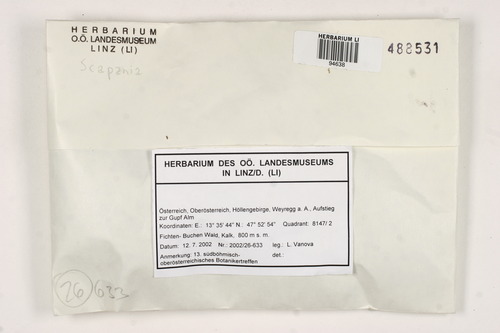 HERBARIUM
O.Ö. LANDESMUSEUM
LINZ (LI)
Scapania
HERBARIUM LI
94638
488531
HERBARIUM DES OÖ. LANDESMUSEUMS
IN LINZ/D. (LI)
Österreich, Oberösterreich, Höllengebirge, Weyregg a. A., Aufstieg
zur Gupf Alm
Koordinaten: E.: 13° 35' 44" N.: 47° 52' 54" Quadrant: 8147/ 2
Fichten- Buchen Wald, Kalk, 800 m s. m.
Datum: 12. 7. 2002 Nr.: 2002/26-633 leg.: L. Vanova
Anmerkung: 13. südböhmisch- det.:
oberösterreichisches Botanikertreffen
26 633